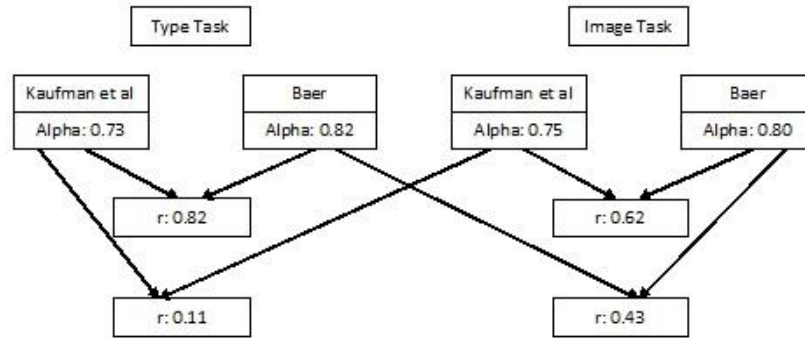 Type Task
Image Task
Kaufman et al
Baer
Kaufman et al
Baer
Alpha: 0.73
Alpha: 0.82
Alpha: 0.75
Alpha: 0.80
r: 0.82
r: 0.62
r: 0.11
r: 0.43